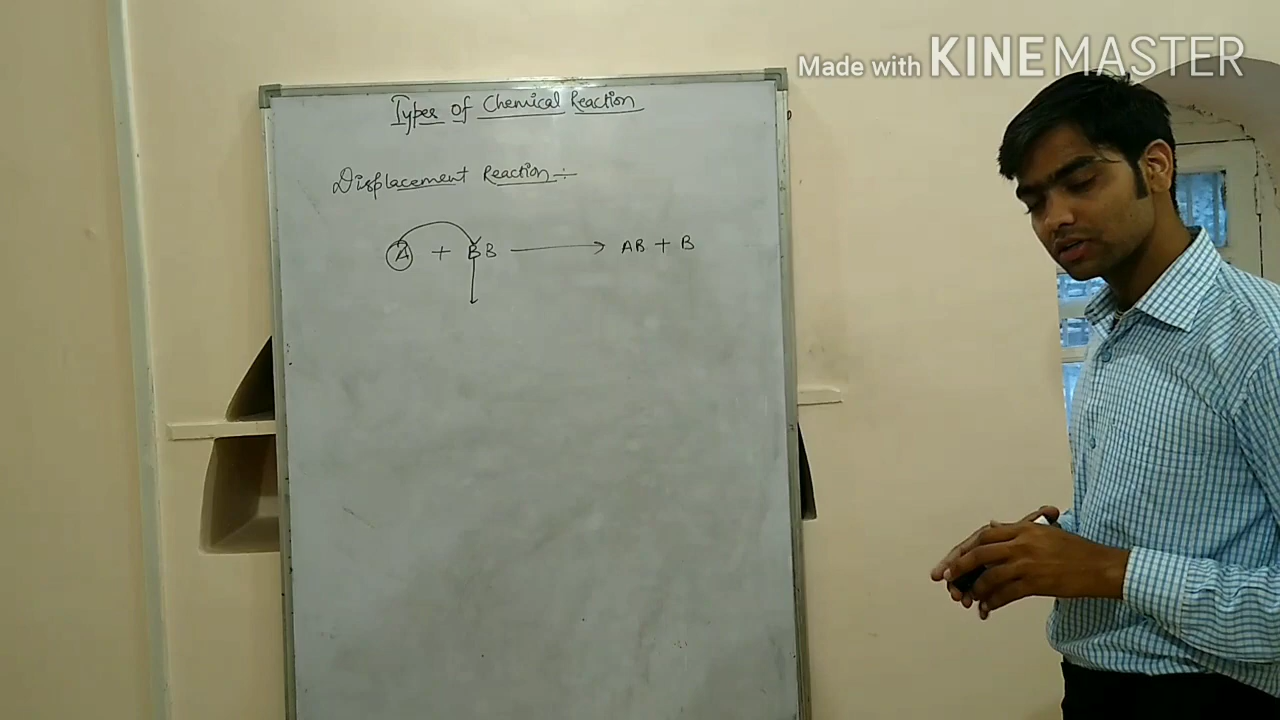 Made with KINEMASTER
Types of Chemical Reaction
Displacement Reaction :-
A + BB ⟶ AB + B